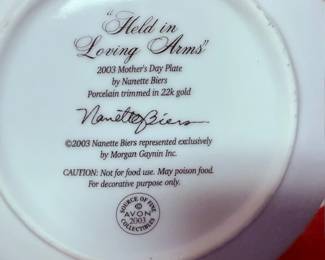 "Held in
Loving Arms"
2003 Mother's Day Plate
by Nanette Biers
Porcelain trimmed in 22k gold
Nanette Biers
©2003 Nanette Biers represented exclusively
by Morgan Gaynin Inc.
CAUTION: Not for food use. May poison food.
For decorative purpose only.
SOURCE OF FINE
©
AVON
2003
COLLECTIBLES